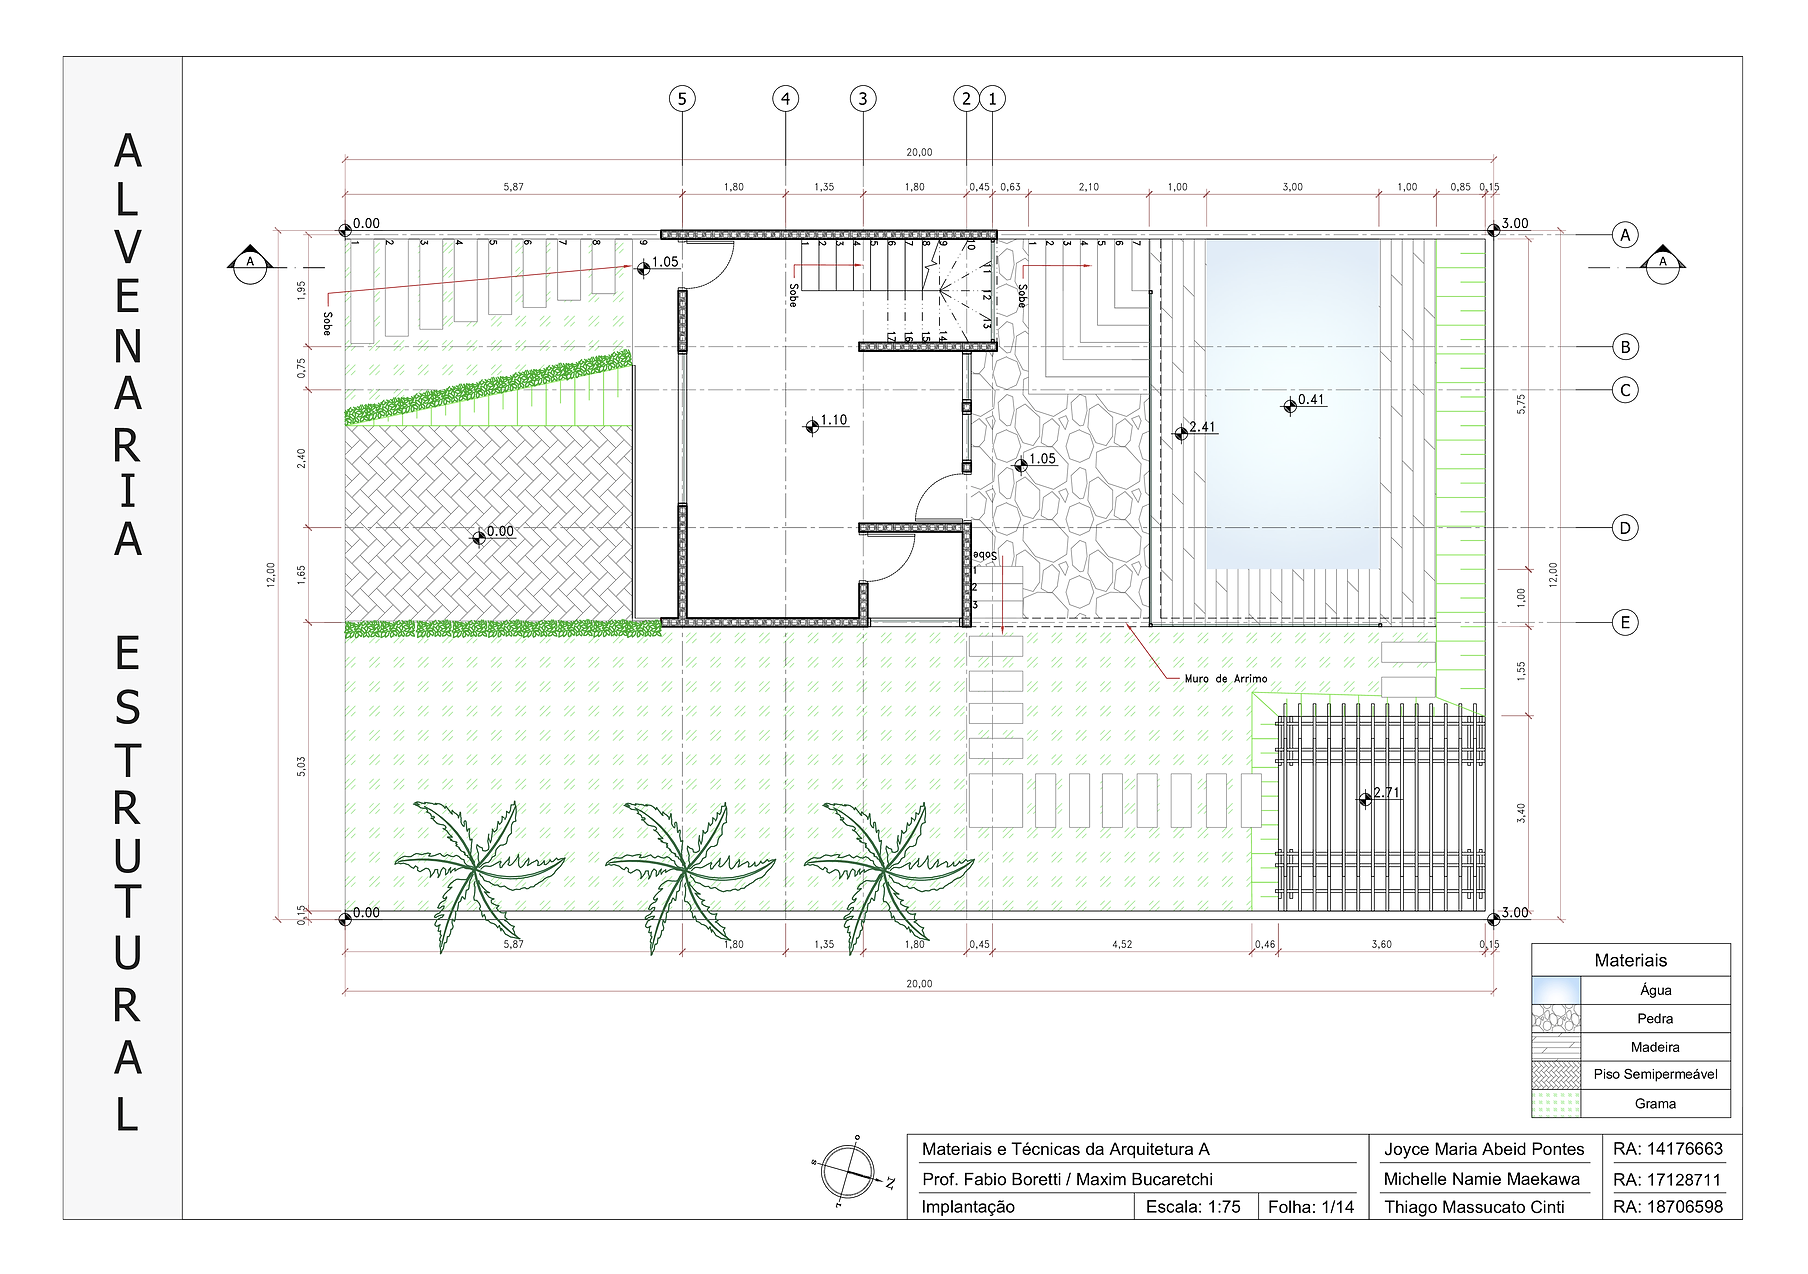 ALVENARIA ESTRUTURAL
5 4 3 2 1
20,00
5,87 1,80 1,35 1,80 0,45 0,63 2,10 1,00 3,00 1,00 0,85 0,15
0.00 3.00
A
A A
1 2 3 4 5 6 7 8 9
1.05
1 2 3 4 5 6 7 8 9 10
11
12
13
14
15
16
17
1 2 3 4 5 6 7
Sobe
Sobe
Sobe
1,95
B
0,75
C
0.41
5,75
1.10
2.41
1.05
2,40
0.00
D
Sobe
1
2
3
12,00
1,65
1,00
12,00
E
Muro de Arrimo
1,55
5,03
2.71
3,40
0,15
0.00 3.00
5,87 1,80 1,35 1,80 0,45 4,52 0,46 3,60 0,15
20,00
Materiais
Água
Pedra
Madeira
Piso Semipermeável
Grama
O
S N
L
Materiais e Técnicas da Arquitetura A
Prof. Fabio Boretti / Maxim Bucaretchi
Implantação Escala: 1:75 Folha: 1/14
Joyce Maria Abeid Pontes RA: 14176663
Michelle Namie Maekawa RA: 17128711
Thiago Massucato Cinti RA: 18706598